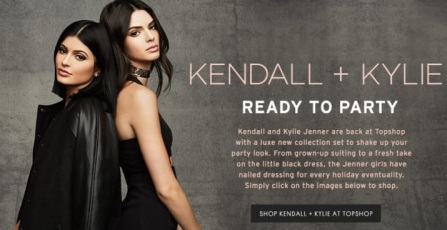 KENDALL + KYLIE
READY TO PARTY
Kendall and Kylie Jenner are back at Topshop
with a luxe new collection set to shake up your
party look. From grown-up suiting to a fresh take
on the little black dress, the Jenner girls have
nailed dressing for every holiday eventuality.
Simply click on the images below to shop.
SHOP KENDALL + KYLIE AT TOPSHOP